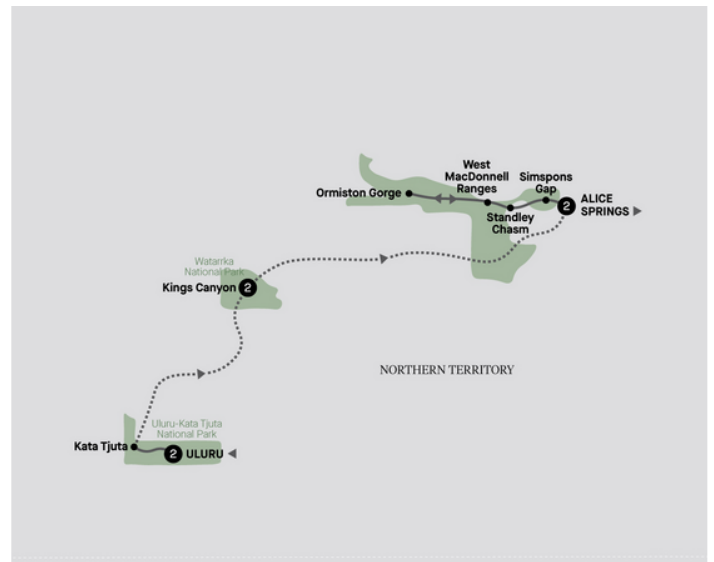 West
MacDonnell
Ranges
Simspons
Gap
Ormiston Gorge
2
ALICE
SPRINGS
Standley
Chasm
Watarrka
National Park
Kings Canyon
2
NORTHERN TERRITORY
Uluru-Kata Tjuta
National Park
Kata Tjuta
2
ULURU